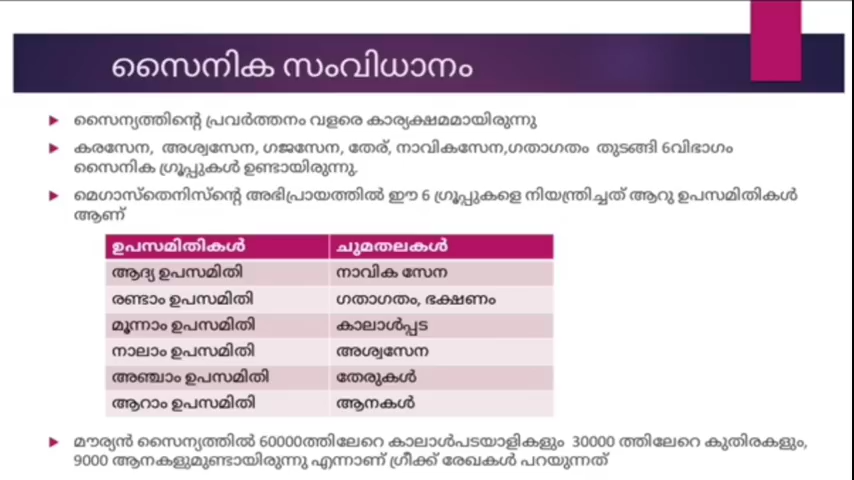 സൈനിക സംവിധാനം
സൈന്യത്തിന്റെ പ്രവർത്തനം വളരെ കാര്യക്ഷമമായിരുന്നു
കരസേന, അശ്വസേന, ഗജസേന, തേര്, നാവികസേന,ഗതാഗതം തുടങ്ങി 6വിഭാഗം
സൈനിക ഗ്രൂപ്പുകൾ ഉണ്ടായിരുന്നു.
മെഗാസ്തെനിസ്ന്റെ അഭിപ്രായത്തിൽ ഈ 6 ഗ്രൂപ്പുകളെ നിയന്ത്രിച്ചത് ആറു ഉപസമിതികൾ
ആണ്
ഉപസമിതികൾ ചുമതലകൾ
ആദ്യ ഉപസമിതി നാവിക സേന
രണ്ടാം ഉപസമിതി ഗതാഗതം, ഭക്ഷണം
മൂന്നാം ഉപസമിതി കാലാൾപ്പട
നാലാം ഉപസമിതി അശ്വസേന
അഞ്ചാം ഉപസമിതി തേരുകൾ
ആറാം ഉപസമിതി ആനകൾ
മൗര്യൻ സൈന്യത്തിൽ 60000ത്തിലേറെ കാലാൾപടയാളികളും 30000 ത്തിലേറെ കുതിരകളും,
9000 ആനകളുമുണ്ടായിരുന്നു എന്നാണ് ഗ്രീക്ക് രേഖകൾ പറയുന്നത്